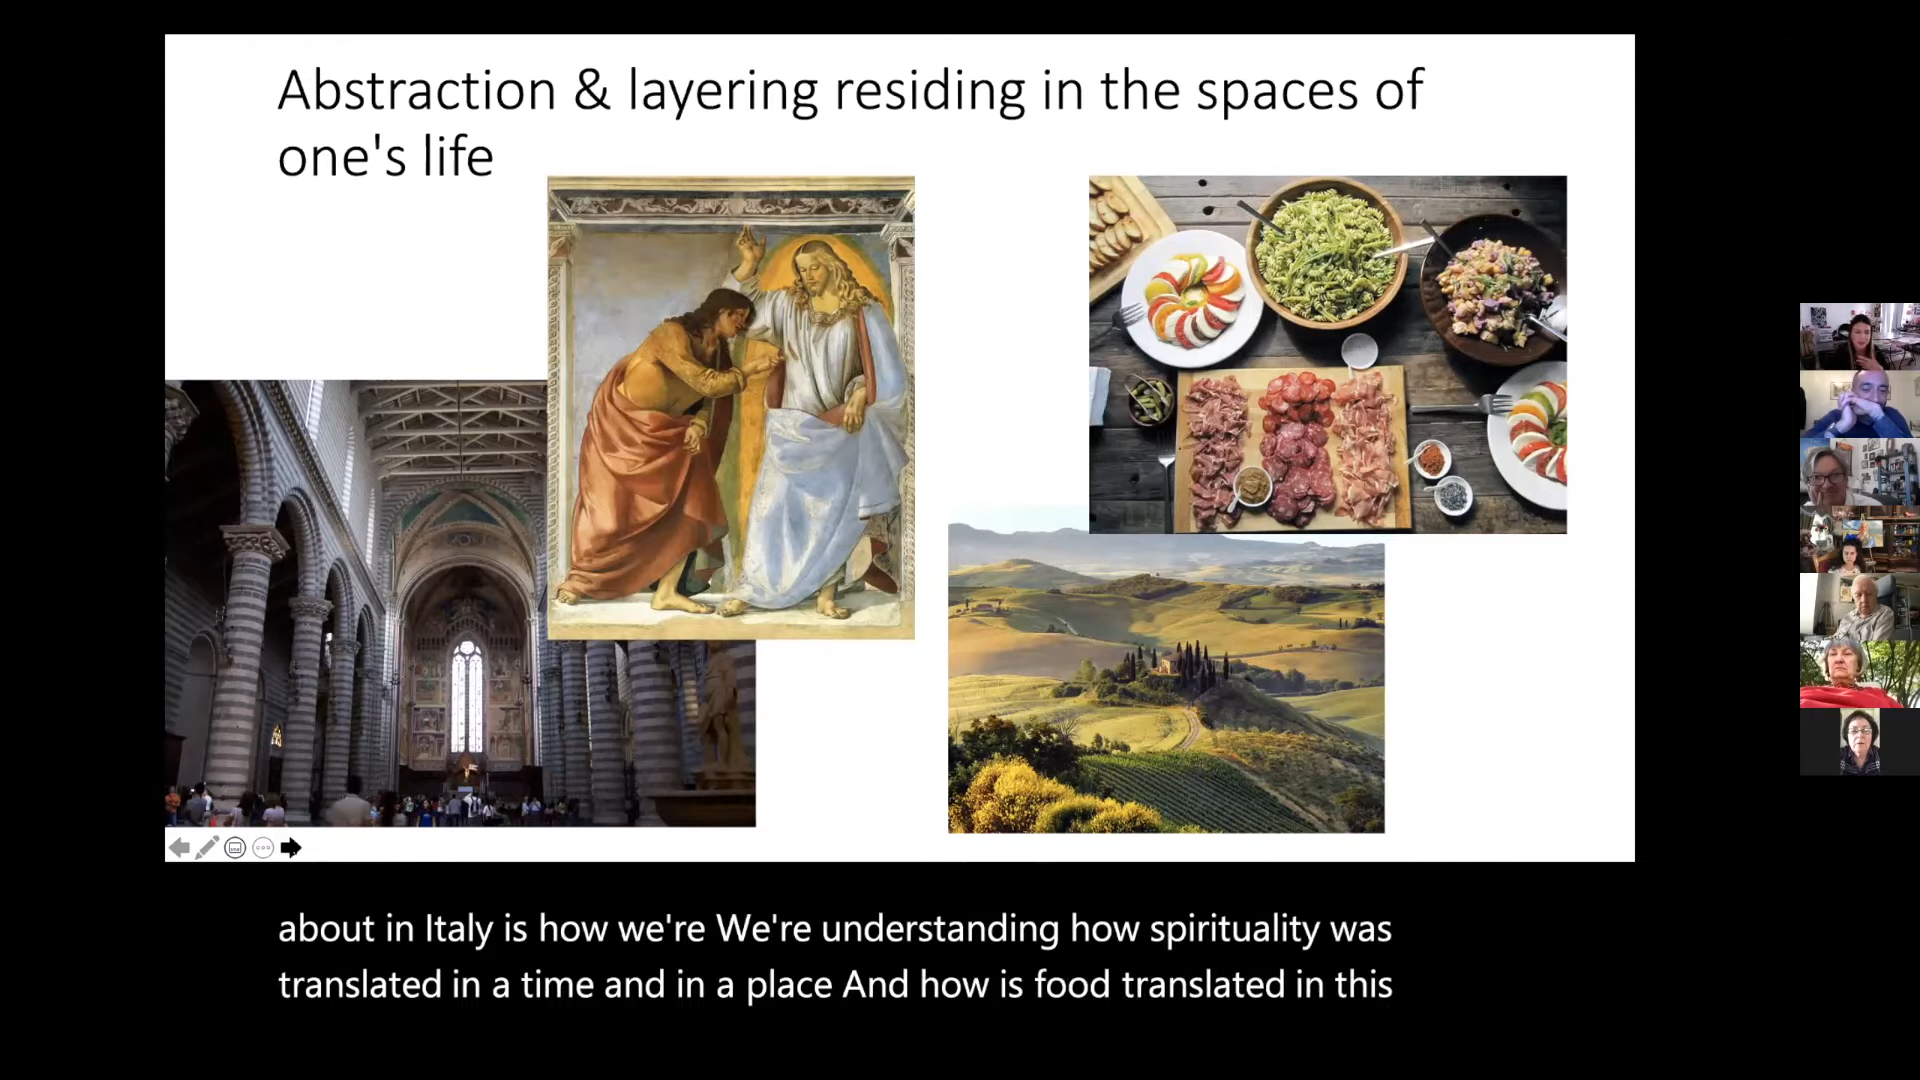 Abstraction & layering residing in the spaces of
one's life
about in Italy is how we're We're understanding how spirituality was
translated in a time and in a place And how is food translated in this